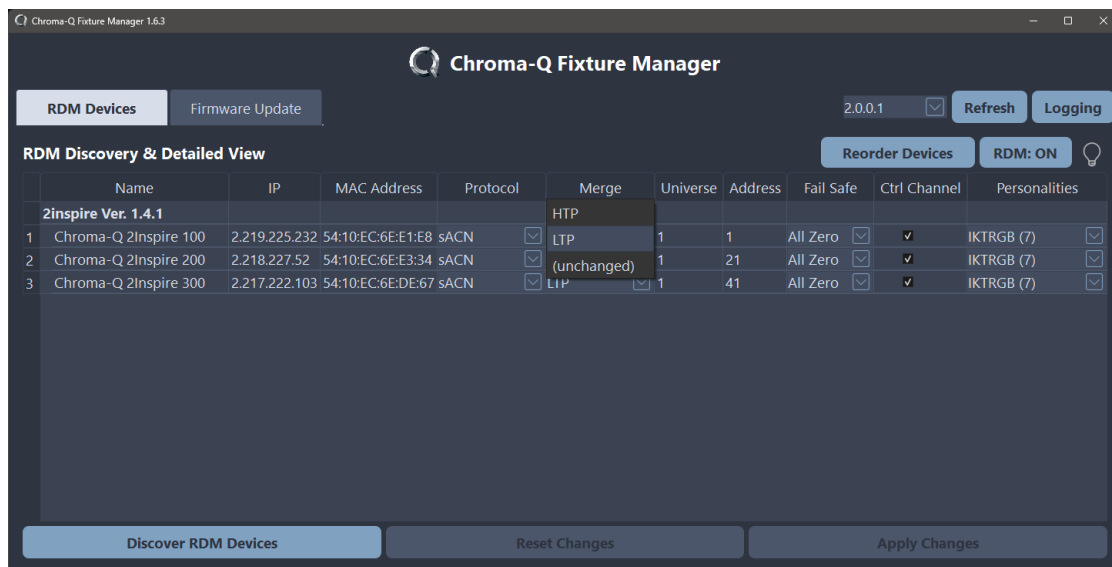 Chroma-Q Fixture Manager 1.6.3
Chroma-Q Fixture Manager
RDM Devices Firmware Update 2.0.0.1 Refresh Logging
RDM Discovery & Detailed View Reorder Devices RDM: ON
Name IP MAC Address Protocol Merge Universe Address Fail Safe Ctrl Channel Personalities
2inspire Ver. 1.4.1 HTP
1 Chroma-Q 2Inspire 100 2.219.225.232 54:10:EC:6E:E1:E8 sACN LTP 1 1 All Zero IKTRGB (7)
2 Chroma-Q 2Inspire 200 2.218.227.52 54:10:EC:6E:E3:34 sACN (unchanged) 1 21 All Zero IKTRGB (7)
3 Chroma-Q 2Inspire 300 2.217.222.103 54:10:EC:6E:DE:67 sACN LTP 1 41 All Zero IKTRGB (7)
Discover RDM Devices Reset Changes Apply Changes